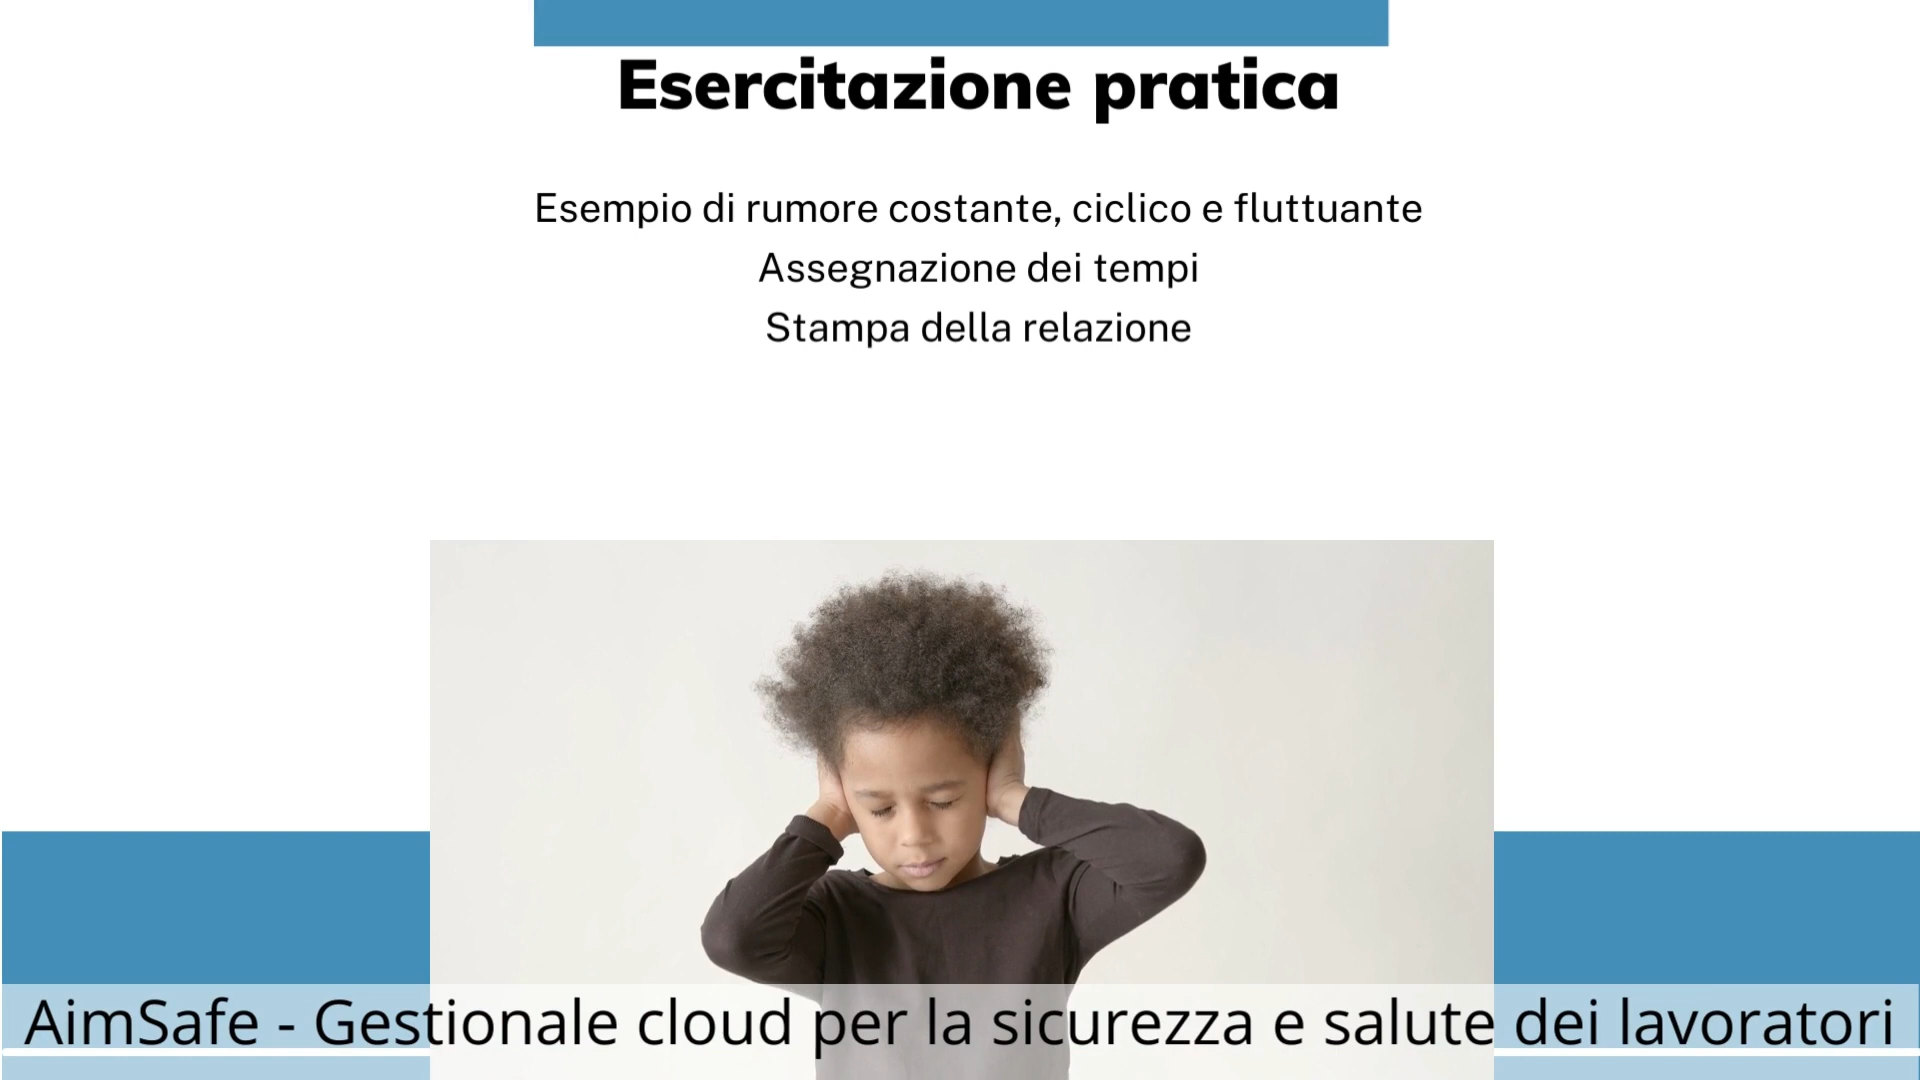 Esercitazione pratica
Esempio di rumore costante, ciclico e fluttuante
Assegnazione dei tempi
Stampa della relazione
AimSafe - Gestionale cloud per la sicurezza e salute dei lavoratori